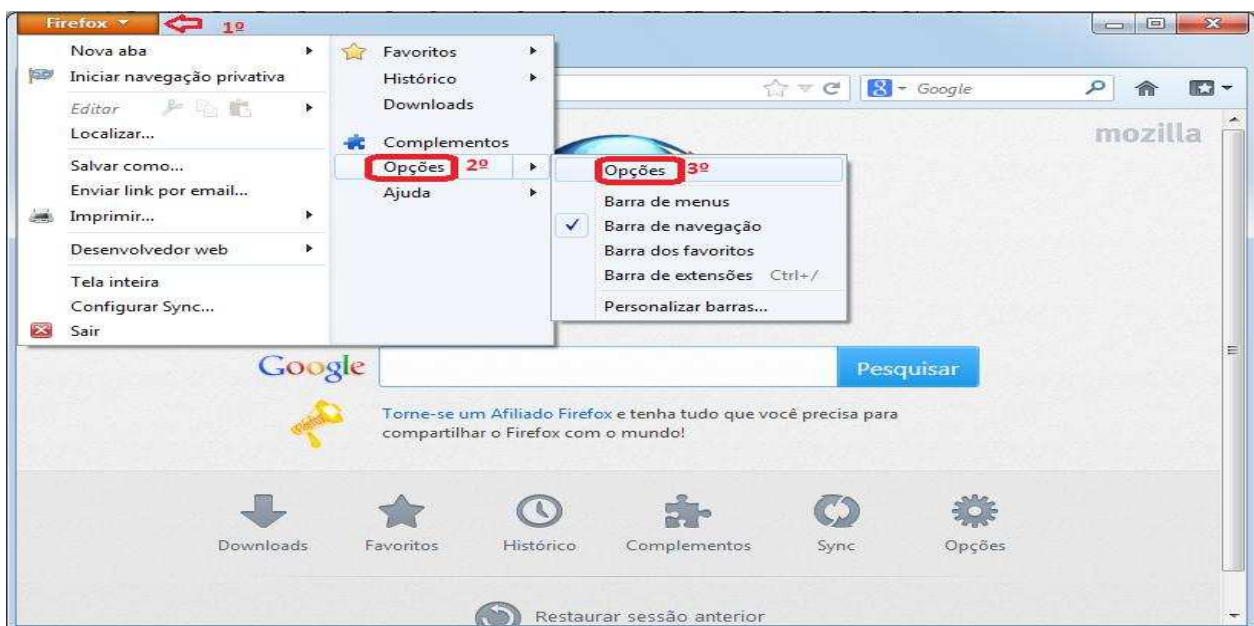 Firefox 1º
Nova aba
Iniciar navegação privativa
Editar
Localizar...
Salvar como...
Enviar link por email...
Imprimir...
Desenvolvedor web
Tela inteira
Configurar Sync...
Sair
Favoritos
Histórico
Downloads
Complementos
Opções 2º
Ajuda
Opções 3º
Barra de menus
Barra de navegação
Barra dos favoritos
Barra de extensões Ctrl+/
Personalizar barras...
8 Google
mozilla
Google Pesquisar
Torne-se um Afiliado Firefox e tenha tudo que você precisa para
compartilhar o Firefox com o mundo!
Downloads Favoritos Histórico Complementos Sync Opções
Restaurar sessão anterior